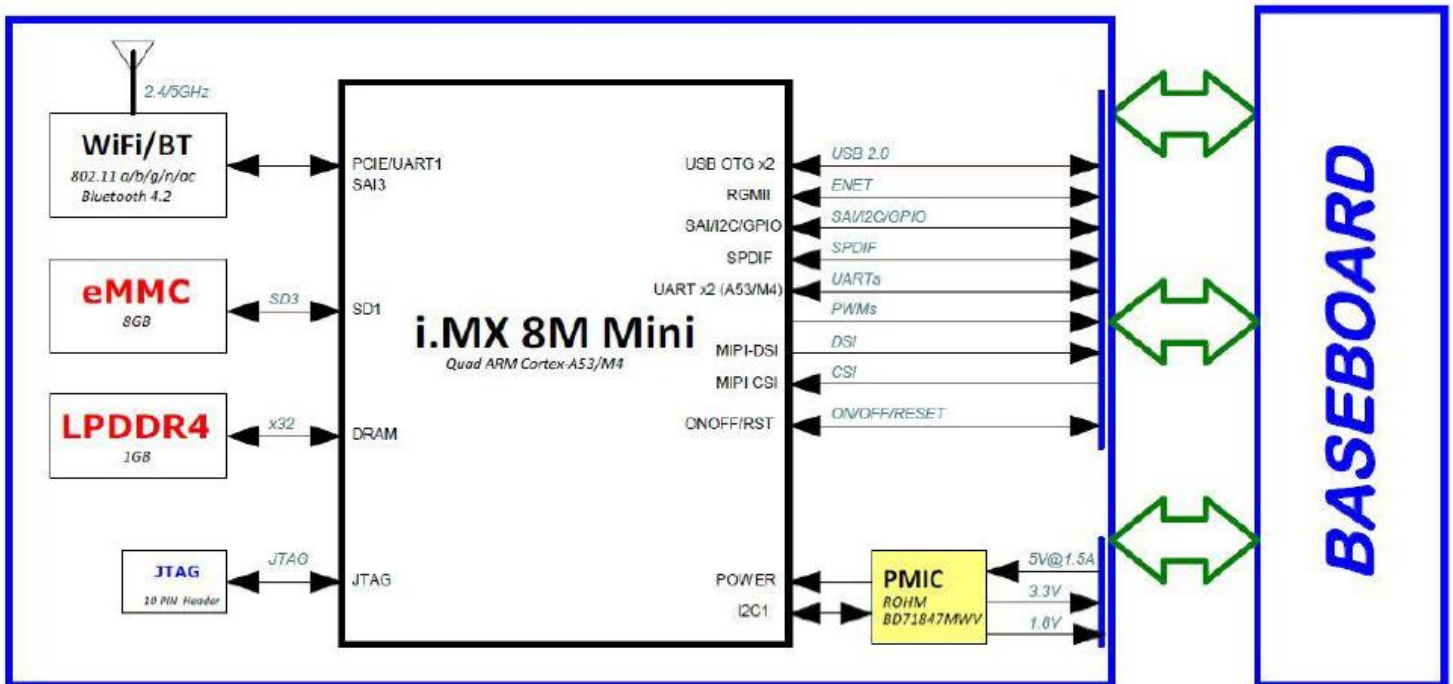 2.4/5GHz
WiFi/BT
802.11 a/b/g/n/ac
Bluetooth 4.2
PCIE/UART1
SAI3
eMMC
8GB
SD3
SD1
LPDDR4
1GB
x32
DRAM
JTAG
10 PIN Header
JTAG
JTAG
i.MX 8M Mini
Quad ARM Cortex-A53/M4
USB OTG x2
USB 2.0
RGMII
ENET
SAI/I2C/GPIO
SAI/I2C/GPIO
SPDIF
SPDIF
UART x2 (A53/M4)
UARTs
PWMs
MIPI-DSI
DSI
MIPI CSI
CSI
ONOFF/RST
ON/OFF/RESET
POWER
I2C1
PMIC
ROHM
BD71847MWV
5V@1.5A
3.3V
1.8V
BASEBOARD